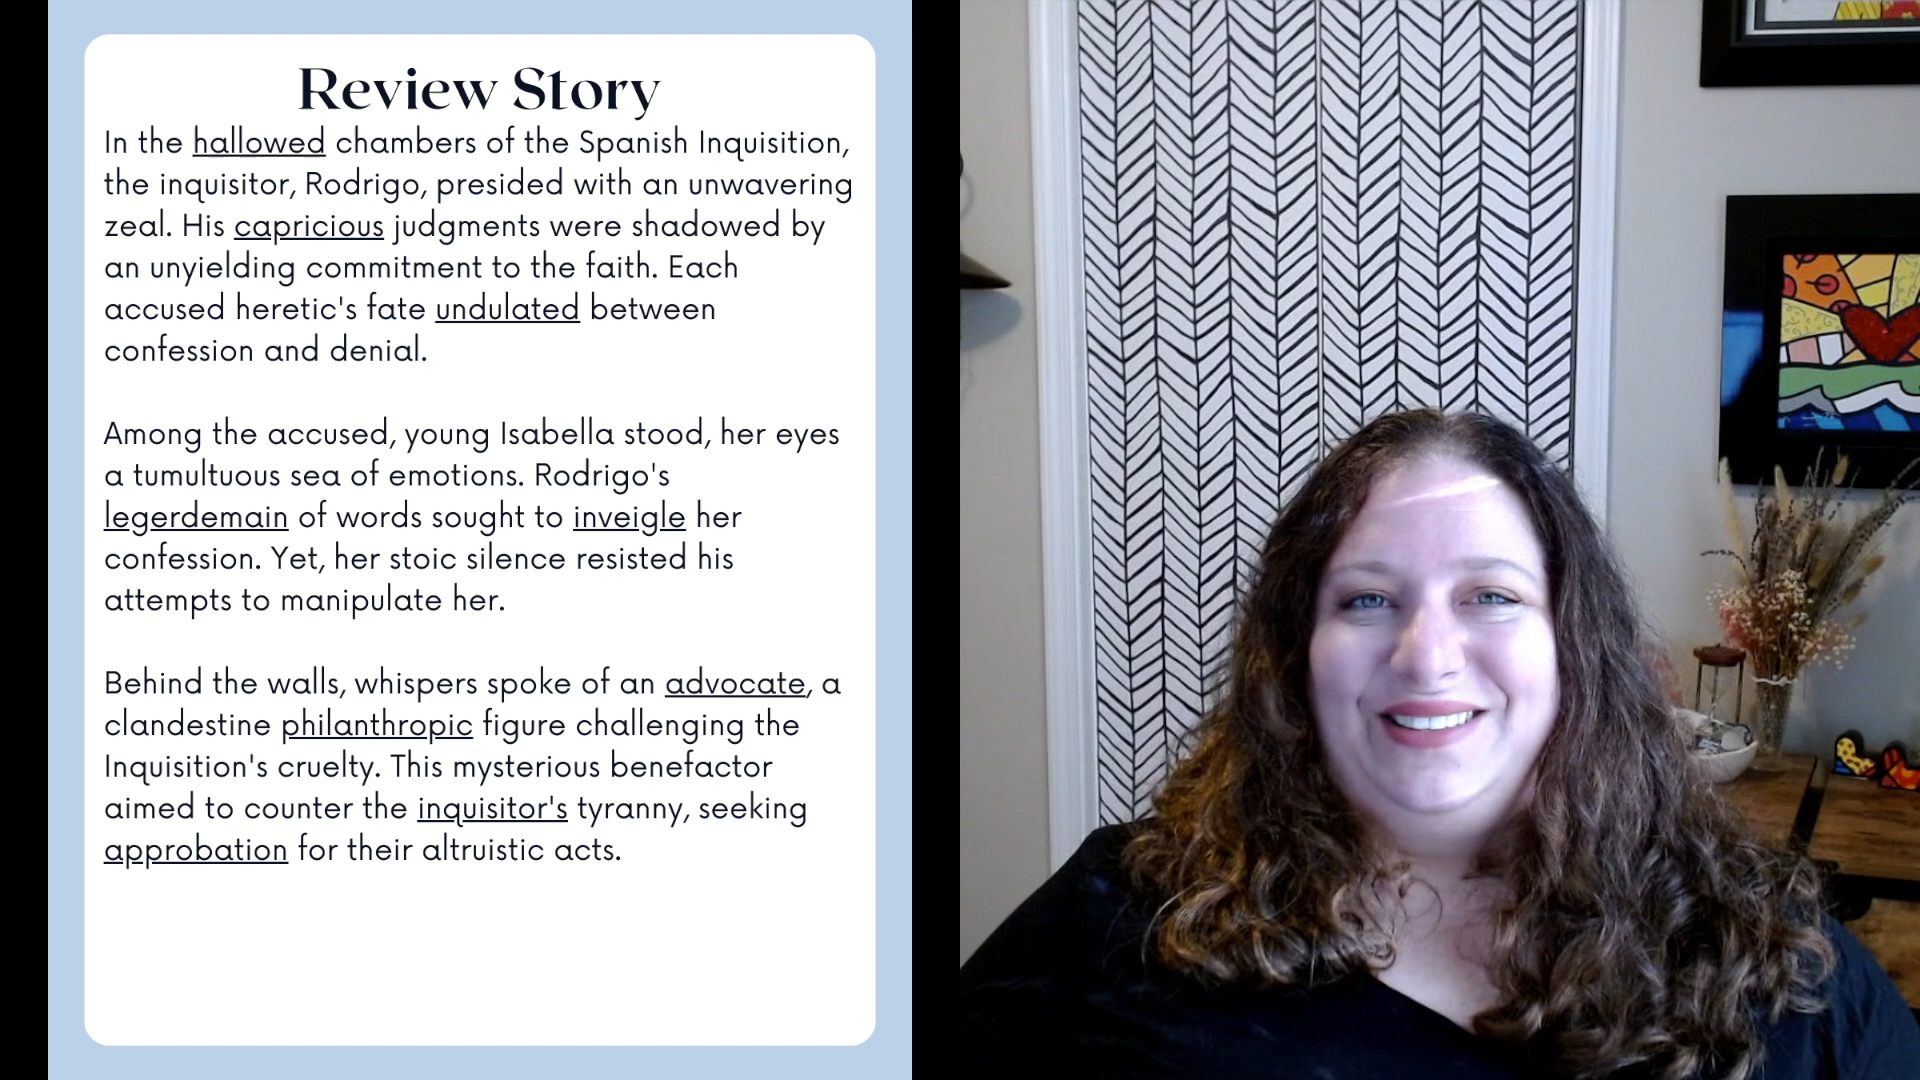 Review Story
In the hallowed chambers of the Spanish Inquisition,
the inquisitor, Rodrigo, presided with an unwavering
zeal. His capricious judgments were shadowed by
an unyielding commitment to the faith. Each
accused heretic's fate undulated between
confession and denial.
Among the accused, young Isabella stood, her eyes
a tumultuous sea of emotions. Rodrigo's
legerdemain of words sought to inveigle her
confession. Yet, her stoic silence resisted his
attempts to manipulate her.
Behind the walls, whispers spoke of an advocate, a
clandestine philanthropic figure challenging the
Inquisition's cruelty. This mysterious benefactor
aimed to counter the inquisitor's tyranny, seeking
approbation for their altruistic acts.